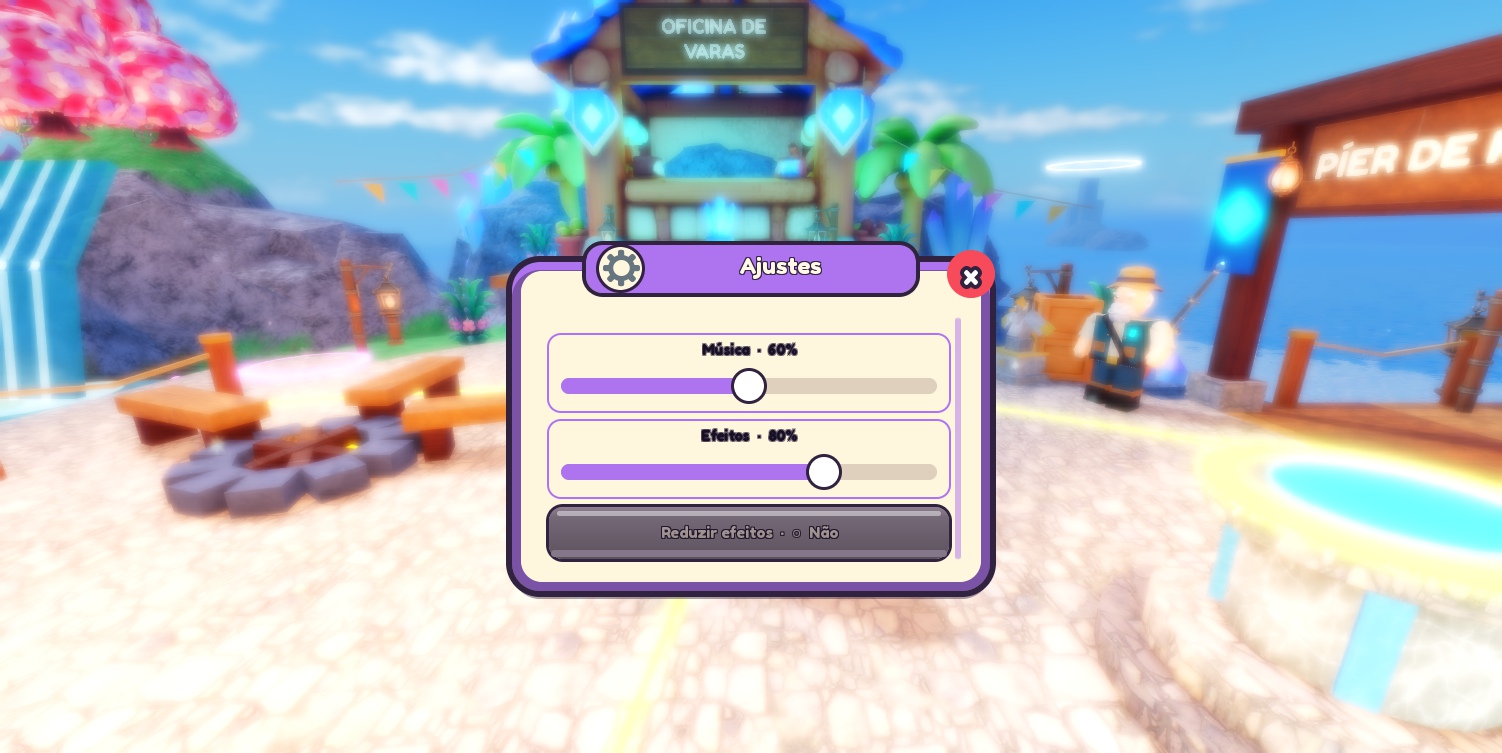 OFICINA DE
VARAS
PÍER DE
Ajustes
Música · 60%
Efeitos · 80%
Reduzir efeitos · ○ Não